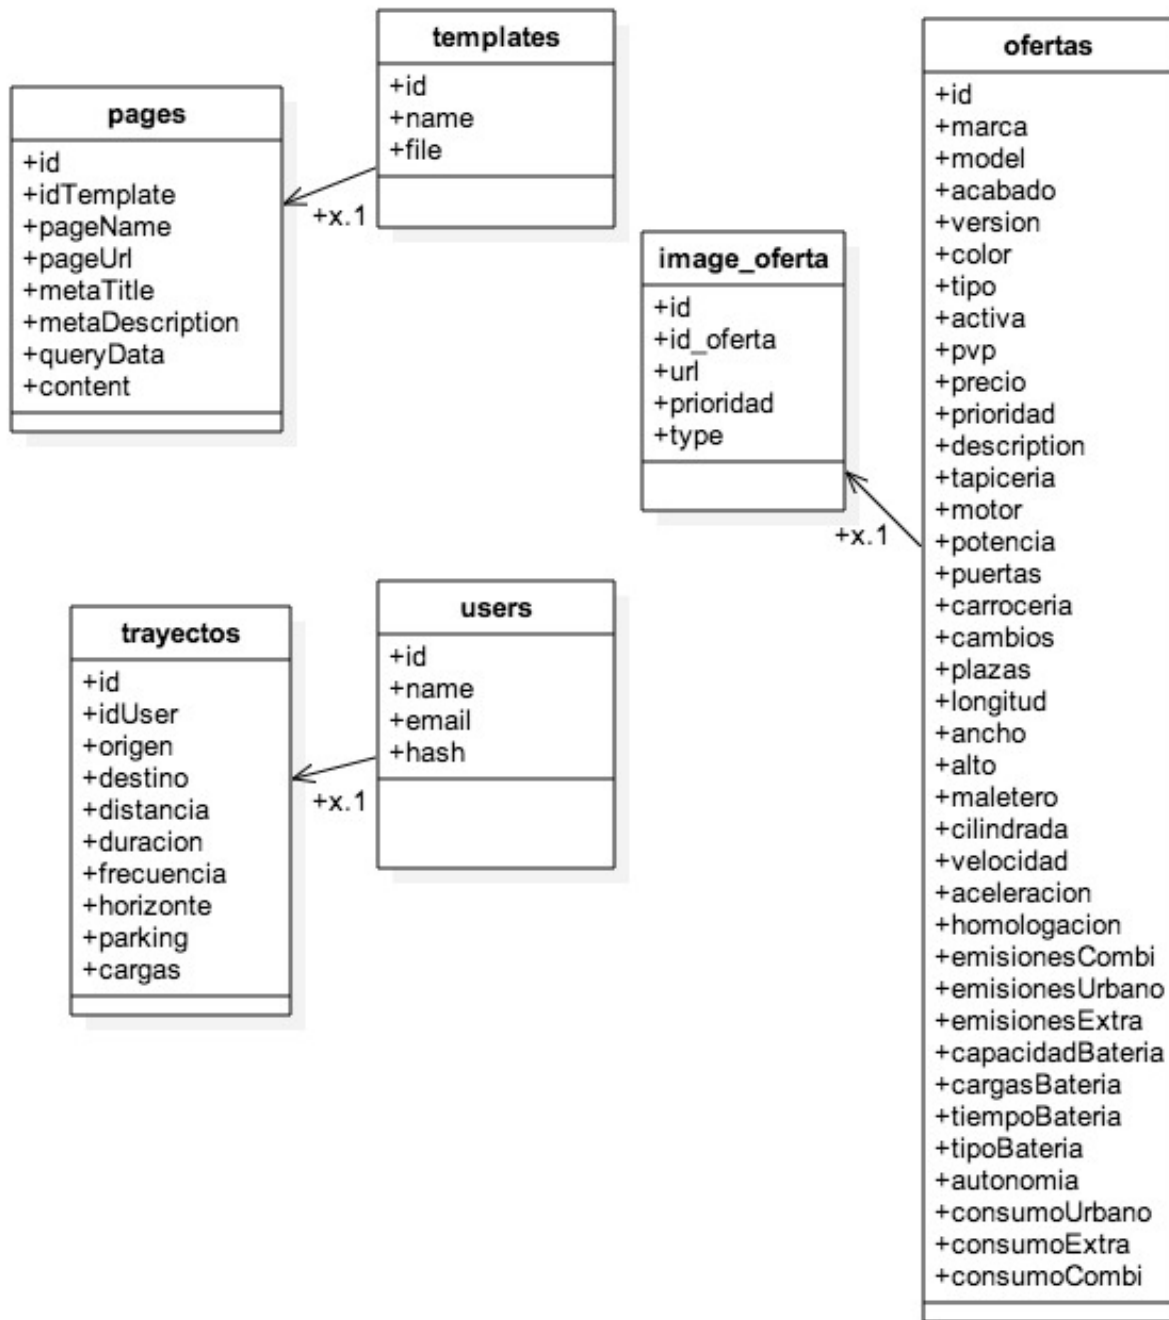 templates
+id
+name
+file
pages
+id
+idTemplate
+pageName
+pageUrl
+metaTitle
+metaDescription
+queryData
+content
+x.1
image_oferta
+id
+id_oferta
+url
+prioridad
+type
+x.1
ofertas
+id
+marca
+model
+acabado
+version
+color
+tipo
+activa
+pvp
+precio
+prioridad
+description
+tapiceria
+motor
+potencia
+puertas
+carroceria
+cambios
+plazas
+longitud
+ancho
+alto
+maletero
+cilindrada
+velocidad
+aceleracion
+homologacion
+emisionesCombi
+emisionesUrbano
+emisionesExtra
+capacidadBateria
+cargasBateria
+tiempoBateria
+tipoBateria
+autonomia
+consumoUrbano
+consumoExtra
+consumoCombi
users
+id
+name
+email
+hash
trayectos
+id
+idUser
+origen
+destino
+distancia
+duracion
+frecuencia
+horizonte
+parking
+cargas
+x.1